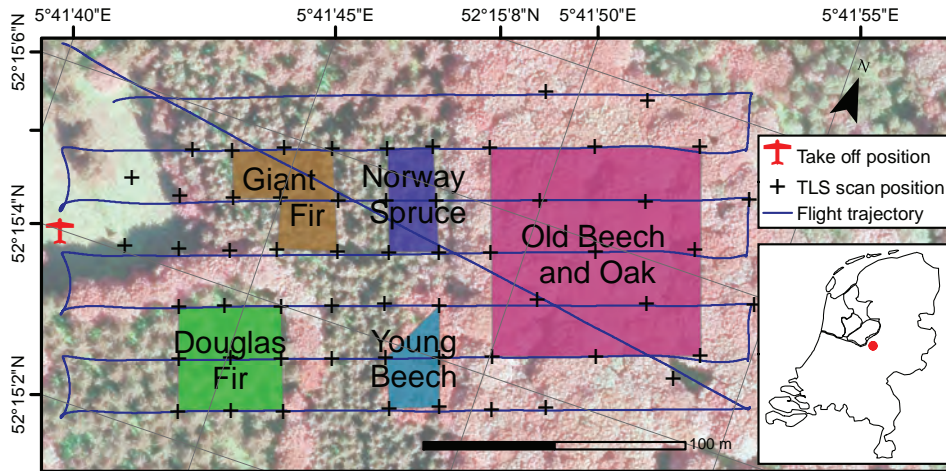 5°41'40"E
5°41'45"E
52°15'8"N
5°41'50"E
5°41'55"E
52°15'6"N
52°15'4"N
52°15'2"N
N
Giant
Fir
Norway
Spruce
Old Beech
and Oak
Douglas
Fir
Young
Beech
100 m
Take off position
TLS scan position
Flight trajectory